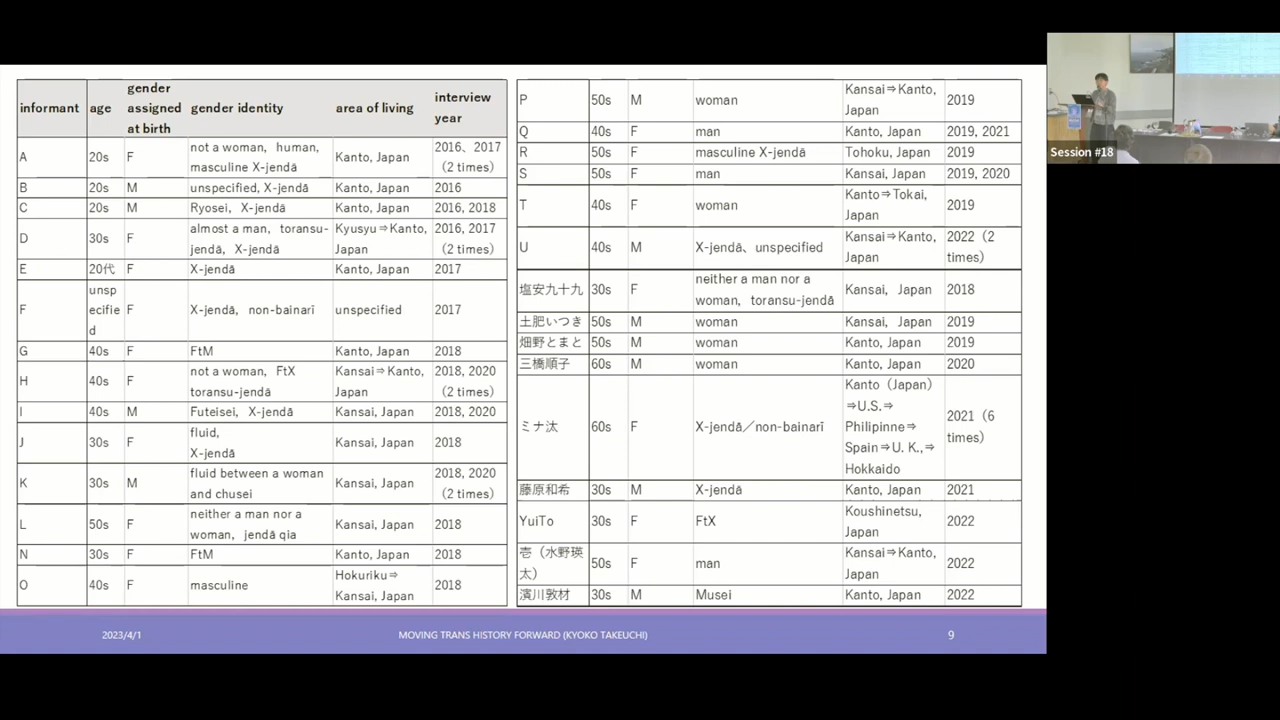 informant age gender assigned at birth gender identity area of living interview year
A 20s F not a woman, human, masculine X-jendā Kanto, Japan 2016、2017 (2 times)
B 20s M unspecified, X-jendā Kanto, Japan 2016
C 20s M Ryosei, X-jendā Kanto, Japan 2016, 2018
D 30s F almost a man, toransu-jendā, X-jendā Kyusyu⇒Kanto, Japan 2016, 2017 (2 times)
E 20代 F X-jendā Kanto, Japan 2017
F unspecified F X-jendā, non-bainarī unspecified 2017
G 40s F FtM Kanto, Japan 2018
H 40s F not a woman, FtX toransu-jendā Kansai⇒Kanto, Japan 2018, 2020 (2 times)
I 40s M Futeisei, X-jendā Kansai, Japan 2018, 2020
J 30s F fluid, X-jendā Kansai, Japan 2018
K 30s M fluid between a woman and chusei Kansai, Japan 2018, 2020 (2 times)
L 50s F neither a man nor a woman, jendā qia Kansai, Japan 2018
N 30s F FtM Kanto, Japan 2018
O 40s F masculine Hokuriku⇒Kansai, Japan 2018
P 50s M woman Kansai⇒Kanto, Japan 2019
Q 40s F man Kanto, Japan 2019, 2021
R 50s F masculine X-jendā Tohoku, Japan 2019
S 50s F man Kansai, Japan 2019, 2020
T 40s F woman Kanto⇒Tokai, Japan 2019
U 40s M X-jendā、unspecified Kansai⇒Kanto, Japan 2022（2 times）
塩安九十九 30s F neither a man nor a woman, toransu-jendā Kansai, Japan 2018
土肥いつき 50s M woman Kansai, Japan 2019
畑野とまと 50s M woman Kanto, Japan 2019
三橋順子 60s M woman Kanto, Japan 2020
ミナ汰 60s F X-jendā／non-bainarī Kanto（Japan）⇒U.S.⇒Philipinne⇒Spain⇒U. K.,⇒Hokkaido 2021（6 times）
藤原和希 30s M X-jendā Kanto, Japan 2021
YuiTo 30s F FtX Koushinetsu, Japan 2022
壱（水野瑛太） 50s F man Kansai⇒Kanto, Japan 2022
濱川敦材 30s M Musei Kanto, Japan 2022
2023/4/1 MOVING TRANS HISTORY FORWARD (KYOKO TAKEUCHI) 9
Session #18